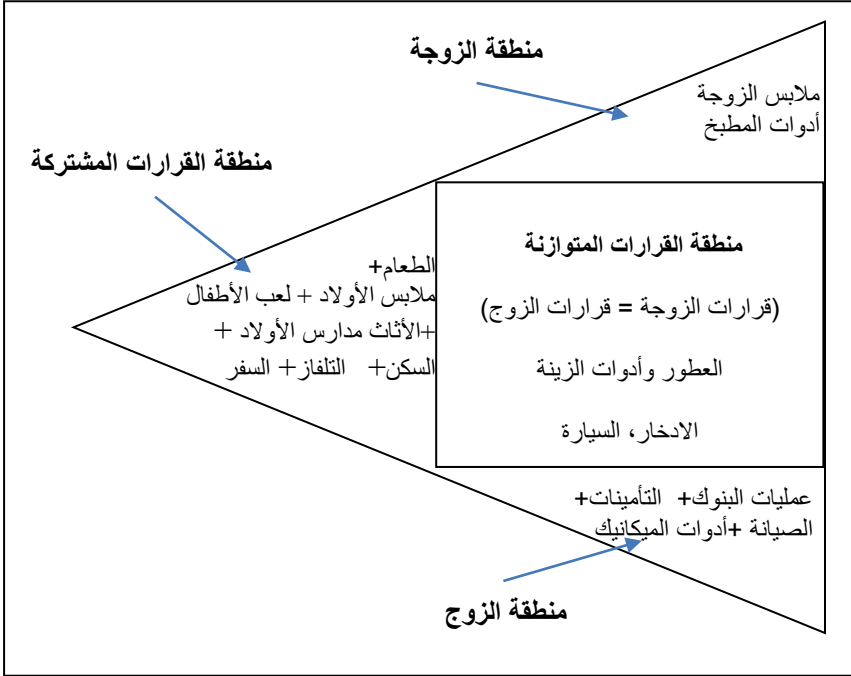 منطقة الزوجة
ملابس الزوجة
أدوات المطبخ
منطقة القرارات المشتركة
منطقة القرارات المتوازنة
(قرارات الزوجة = قرارات الزوج)
العطور وأدوات الزينة
الادخار، السيارة
الطعام+
ملابس الأولاد + لعب الأطفال
+الأثاث مدارس الأولاد +
السكن+ التلفاز+ السفر
عمليات البنوك+ التأمينات+
الصيانة +أدوات الميكانيك
منطقة الزوج